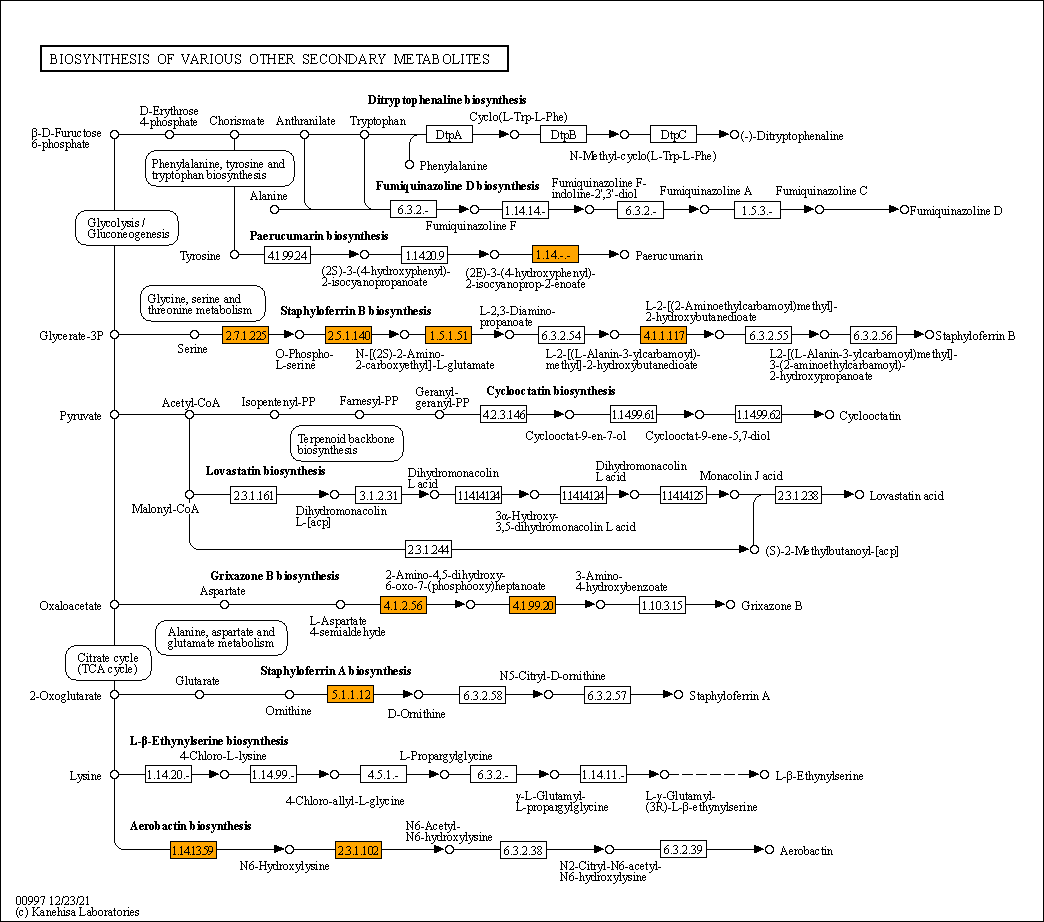 BIOSYNTHESIS OF VARIOUS OTHER SECONDARY METABOLITES
Ditryptophenaline biosynthesis
D-Erythrose
4-phosphate
Chorismate
Anthranilate
Tryptophan
Cyclo(L-Trp-L-Phe)
β-D-Furuct​ose
6-phosphate
DtpA
DtpB
DtpC
(-)-Ditryptophenaline
N-Methyl-cyclo(L-Trp-L-Phe)
Phenylalanine
Phenylalanine, tyrosine and
tryptophan biosynthesis
Fumiquinazoline D biosynthesis
Fumiquinazoline F-
indoline-2',3'-diol
Fumiquinazoline A
Fumiquinazoline C
Alanine
6.3.2.-
1.14.14.-
6.3.2.-
1.5.3.-
Fumiquinazoline D
Fumiquinazoline F
Glycolysis /
Gluconeogenesis
Paerucumarin biosynthesis
Tyrosine
4.1.99.24
1.14.20.9
1.14.-.-
Paerucumarin
(2S)-3-(4-hydroxyphenyl)-
2-isocyanopropanoate
(2E)-3-(4-hydroxyphenyl)-
2-isocyanoprop-2-enoate
Glycine, serine and
threonine metabolism
Staphyloferrin B biosynthesis
L-2,3-Diamino-
propanoate
L-2-[(2-Aminoethylcarbamoyl)methyl]-
2-hydroxybutanedioate
Glycerate-3P
Serine
2.7.1.225
2.5.1.140
1.5.1.51
6.3.2.54
4.1.1.117
6.3.2.55
6.3.2.56
Staphyloferrin B
O-Phospho-
L-serine
N-[(2S)-2-Amino-
2-carboxyethyl]-L-glutamate
L-2-[(L-Alanin-3-ylcarbamoyl)-
methyl]-2-hydroxybutanedioate
L2-[(L-Alanin-3-ylcarbamoyl)methyl]-
3-(2-aminoethylcarbamoyl)-
2-hydroxypropanoate
Cyclooctatin biosynthesis
Acetyl-CoA
Isopentenyl-PP
Farnesyl-PP
Geranyl-
geranyl-PP
Pyruvate
4.2.3.146
1.14.99.61
1.14.99.62
Cyclooctatin
Cyclooctat-9-en-7-ol
Cyclooctat-9-ene-5,7-diol
Terpenoid backbone
biosynthesis
Lovastatin biosynthesis
Dihydromonacolin
L acid
Dihydromonacolin
L acid
Monacolin J acid
2.3.1.161
3.1.2.31
1.14.14.124
1.14.14.124
1.14.14.125
2.3.1.238
Lovastatin acid
Malonyl-CoA
Dihydromonacolin
L-[acp]
3α-Hydroxy-
3,5-dihydromonacolin L acid
2.3.1.244
(S)-2-Methylbutanoyl-[acp]
Grixazone B biosynthesis
2-Amino-4,5-dihydroxy-
6-oxo-7-(phosphooxy)heptanoate
3-Amino-
4-hydroxybenzoate
Aspartate
Oxaloacetate
4.1.2.56
4.1.99.20
1.10.3.15
Grixazone B
L-Aspartate
4-semialdehyde
Alanine, aspartate and
glutamate metabolism
Citrate cycle
(TCA cycle)
Staphyloferrin A biosynthesis
N5-Citryl-D-ornithine
Glutarate
2-Oxoglutarate
5.1.1.12
6.3.2.58
6.3.2.57
Staphyloferrin A
Ornithine
D-Ornithine
L-β-Ethynylserine biosynthesis
4-Chloro-L-lysine
L-Propargylglycine
Lysine
1.14.20.-
1.14.99.-
4.5.1.-
6.3.2.-
1.14.11.-
L-β-Ethynylserine
4-Chloro-allyl-L-glycine
γ-L-Glutamyl-
L-propargylglycine
L-γ-Glutamyl-
(3R)-L-β-ethynylserine
Aerobactin biosynthesis
N6-Acetyl-
N6-hydroxylysine
1.14.13.59
2.3.1.102
6.3.2.38
6.3.2.39
Aerobactin
N6-Hydroxylysine
N2-Citryl-N6-acetyl-
N6-hydroxylysine
00997 12/23/21
(c) Kanehisa Laboratories